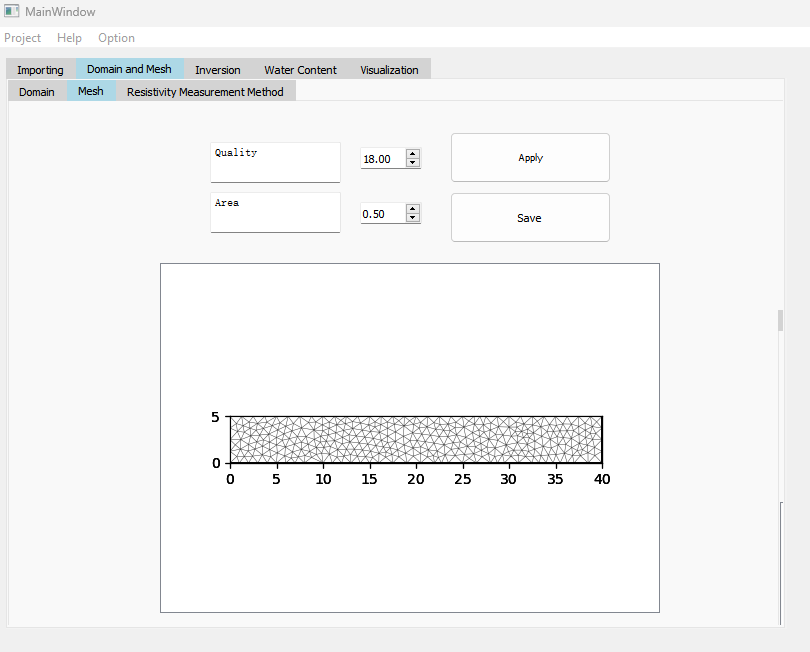 MainWindow
Project Help Option
Importing Domain and Mesh Inversion Water Content Visualization
Domain Mesh Resistivity Measurement Method
Quality 18.00 Apply
Area 0.50 Save
5
0
0 5 10 15 20 25 30 35 40